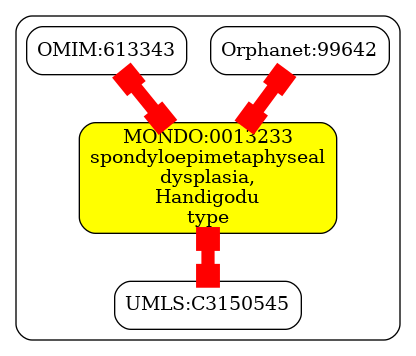 OMIM:613343
Orphanet:99642
MONDO:0013233
spondyloepimetaphyseal
dysplasia,
Handigodu
type
UMLS:C3150545